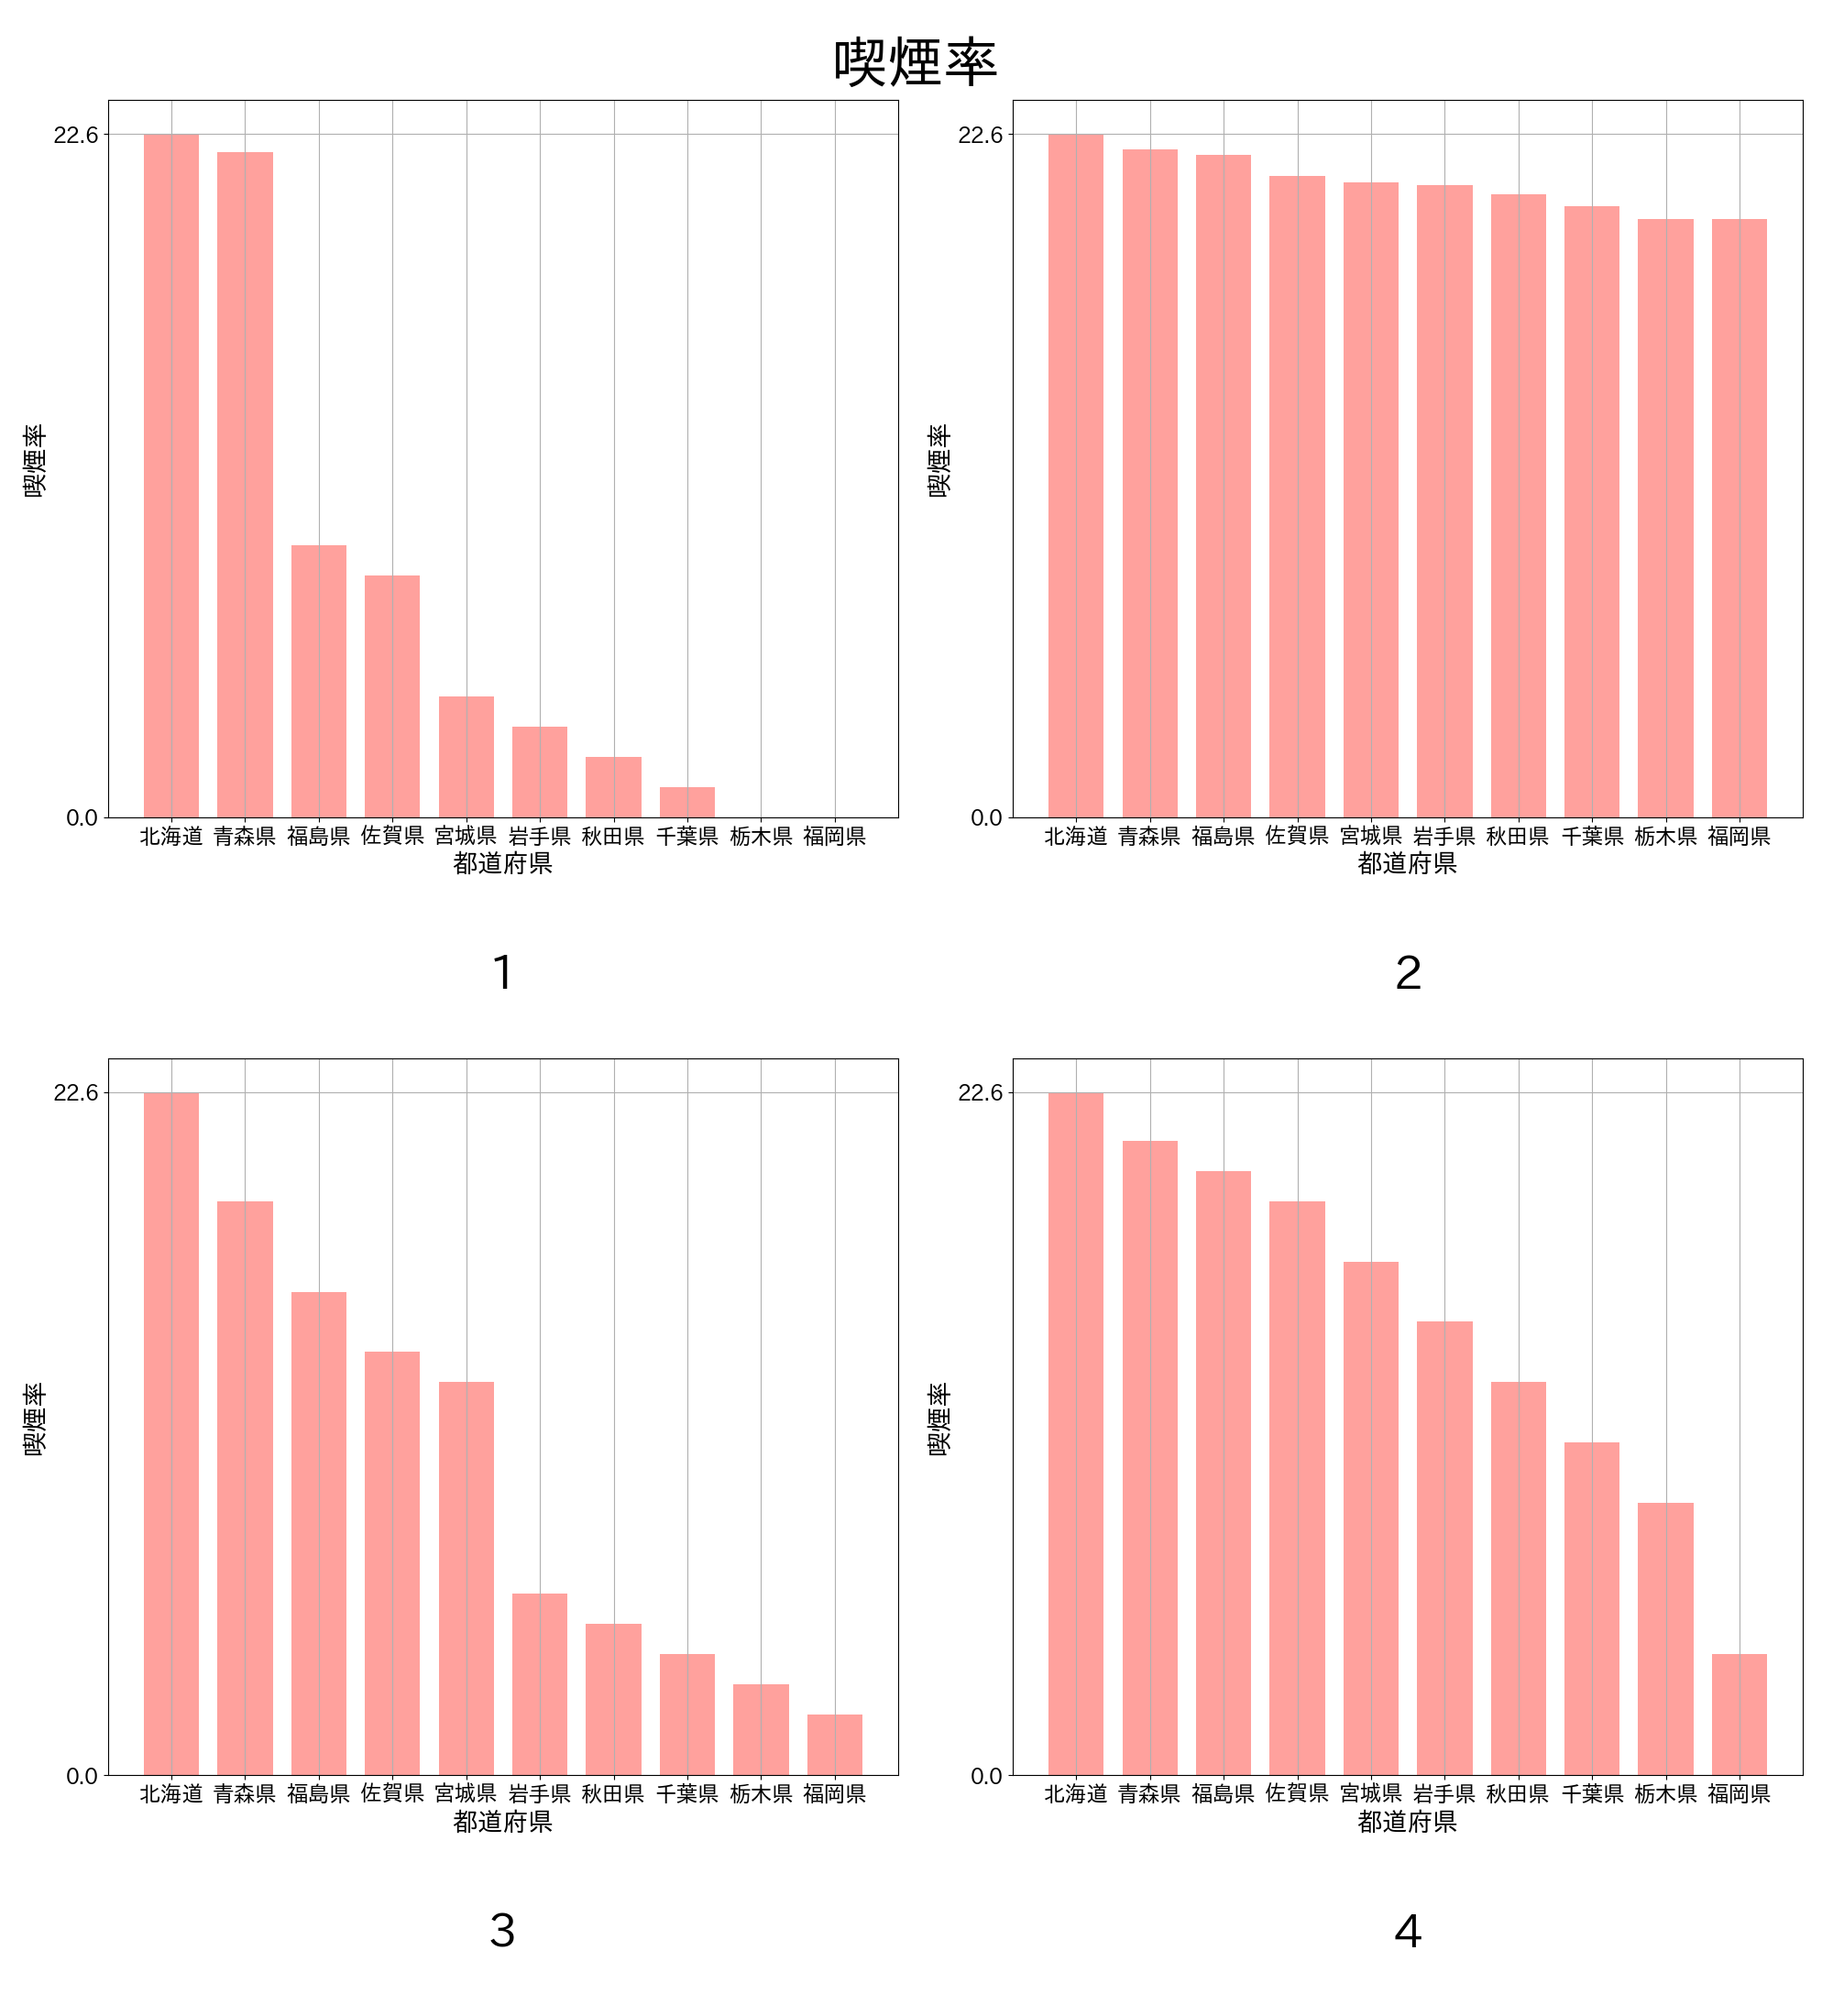 喫煙率
22.6
喫煙率
0.0
北海道 青森県 福島県 佐賀県 宮城県 岩手県 秋田県 千葉県 栃木県 福岡県
都道府県
1
22.6
喫煙率
0.0
北海道 青森県 福島県 佐賀県 宮城県 岩手県 秋田県 千葉県 栃木県 福岡県
都道府県
2
22.6
喫煙率
0.0
北海道 青森県 福島県 佐賀県 宮城県 岩手県 秋田県 千葉県 栃木県 福岡県
都道府県
3
22.6
喫煙率
0.0
北海道 青森県 福島県 佐賀県 宮城県 岩手県 秋田県 千葉県 栃木県 福岡県
都道府県
4